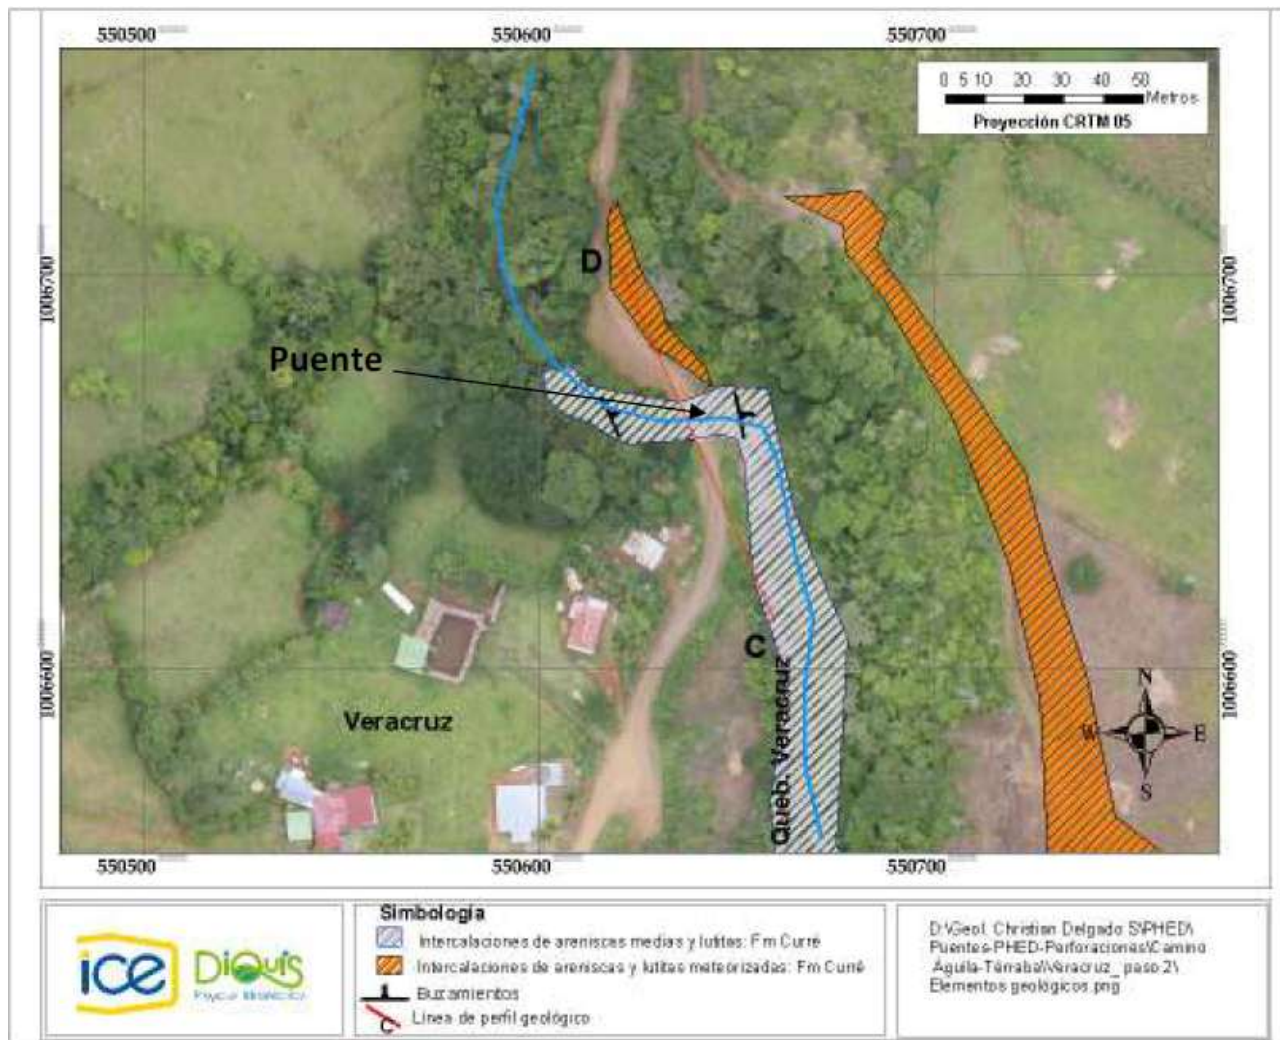 550500 550600 550700
0 5 10 20 30 40 50
Metros
Proyección CRTM 05
1006700
1006700
D
Puente
C
1006600
1006600
Veracruz
Queb. Veracruz
N
W E
S
550500 550600 550700
ice
DiQuís
Simbología
Intercalaciones de areniscas medias y lutitas: Fm Curré
Intercalaciones de areniscas y lutitas meteorizadas: Fm Curré
Buzamientos
C
Línea de perfil geológico
D:\Geol. Christian Delgado S\PHED\
Puentes-PHED-Perforaciones\Camino
Aguila-Térraba\Veracruz_ paso 2\
Elementos geológicos.png